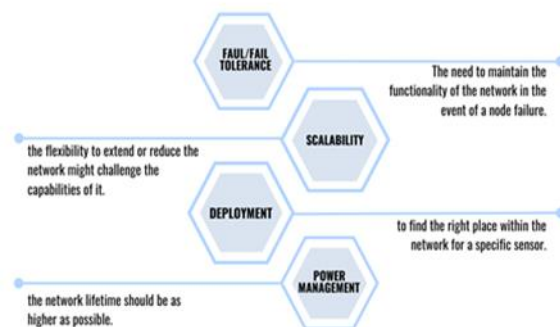 FAUL/FAIL
TOLERANCE
The need to maintain the
functionality of the network in the
event of a node failure.
SCALABILITY
the flexibility to extend or reduce the
network might challenge the
capabilities of it.
DEPLOYMENT
to find the right place within the
network for a specific sensor.
POWER
MANAGEMENT
the network lifetime should be as
higher as possible.